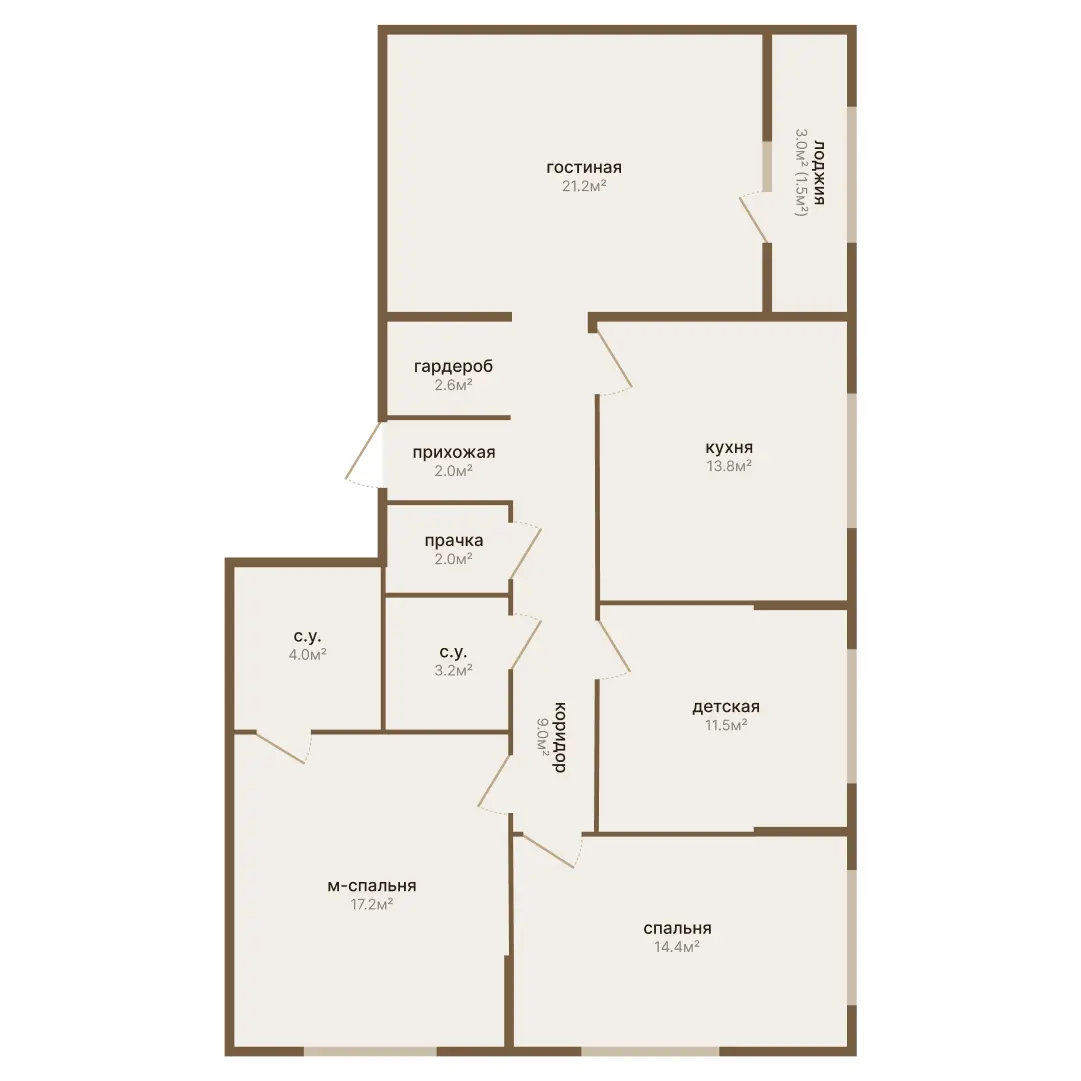 гостиная
21.2м²
лоджия
3.0м² (1.5м²)
гардероб
2.6м²
прихожая
2.0м²
кухня
13.8м²
прачка
2.0м²
с.у.
4.0м²
с.у.
3.2м²
коридор
9.0м²
детская
11.5м²
м-спальня
17.2м²
спальня
14.4м²